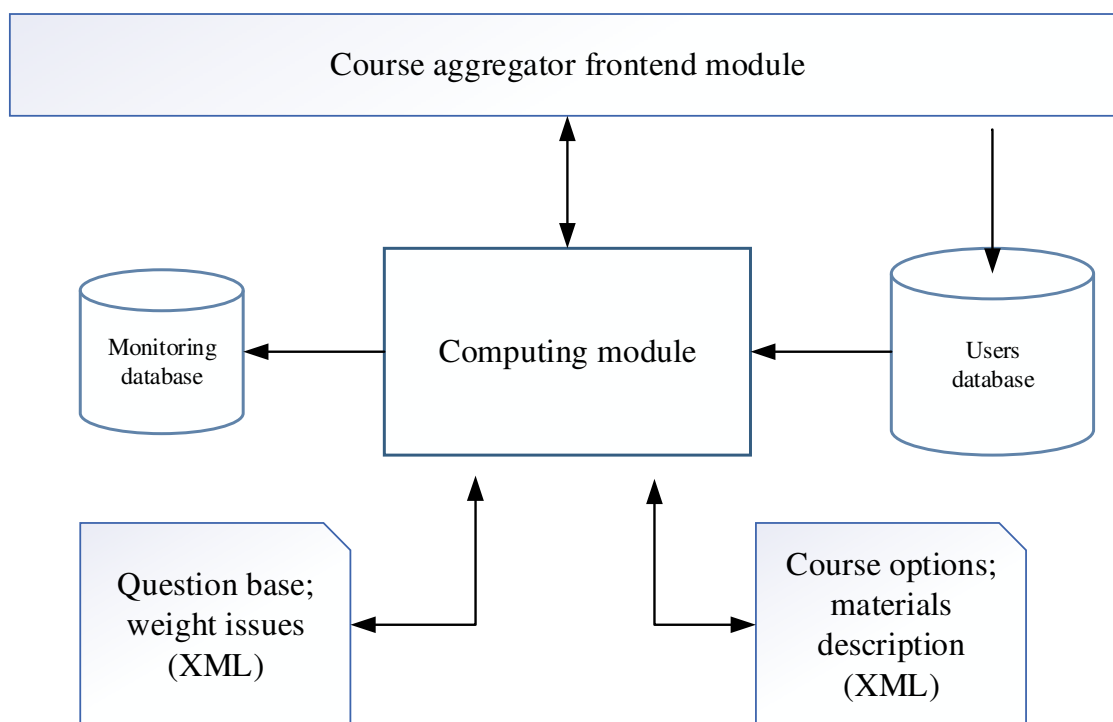 Course aggregator frontend module
Monitoring
database
Computing module
Users
database
Question base;
weight issues
(XML)
Course options;
materials
description
(XML)